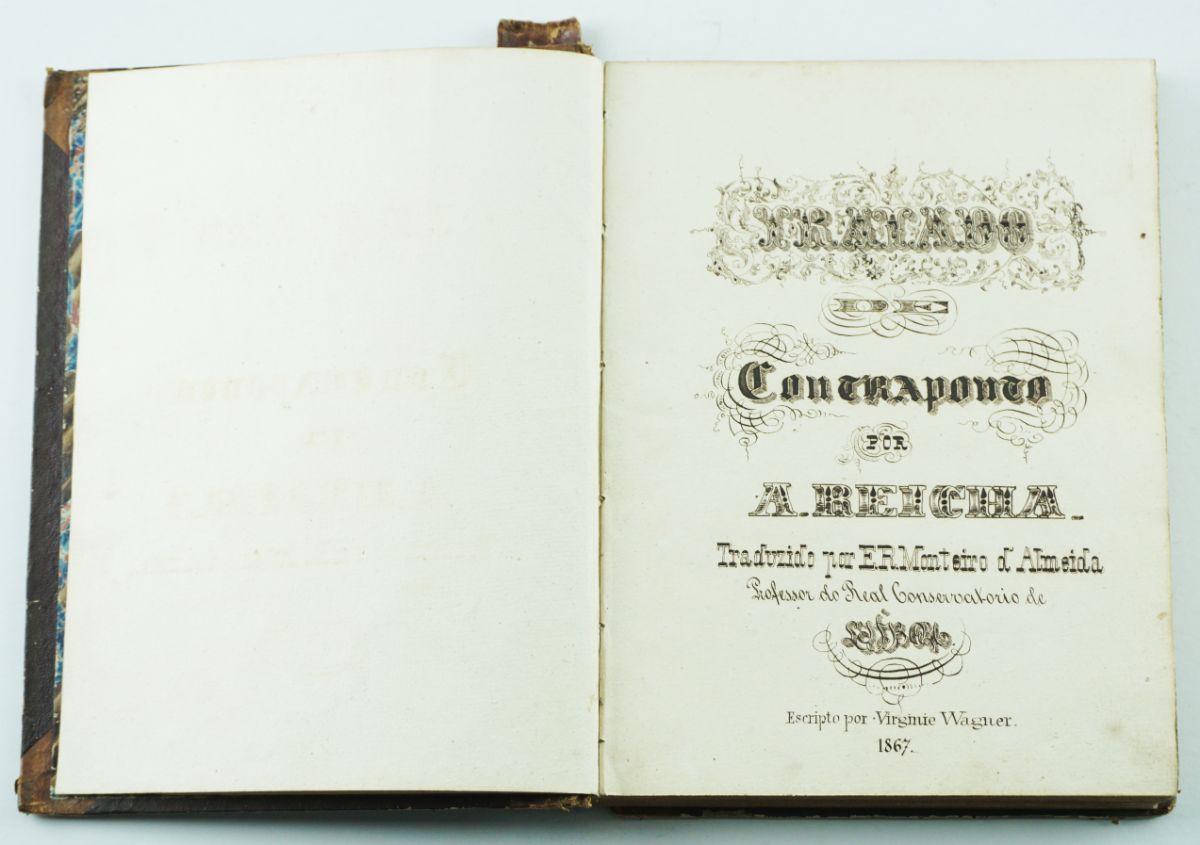 TRATADO
DE
Contraponto
POR
A. REICHA.
Traduzido por E.R. Monteiro d'Almeida
Professor do Real Conservatorio de
LISBOA.
Escripto por Virginie Wagner.
1867.